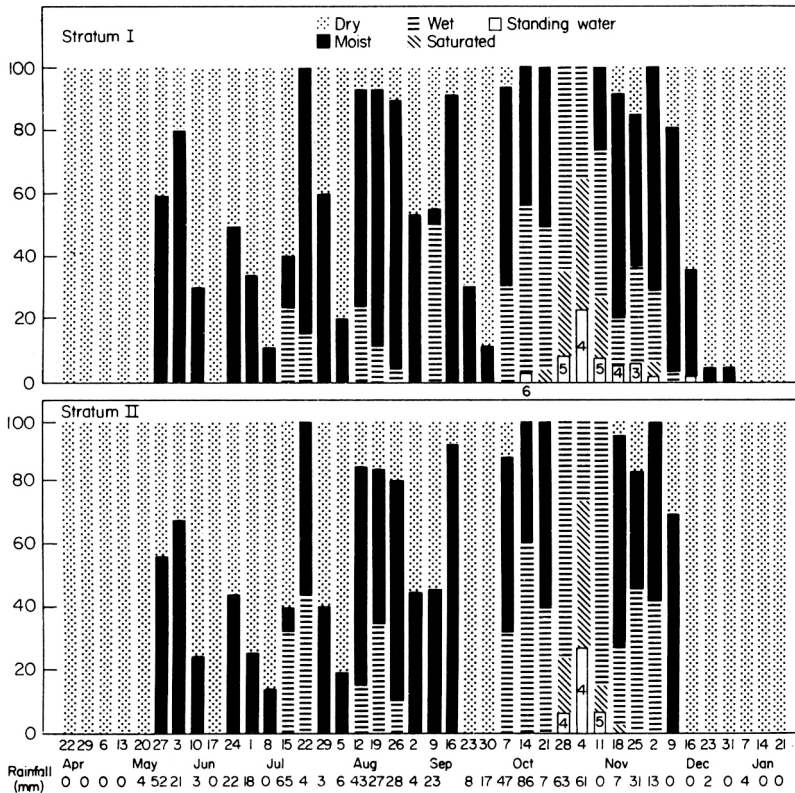 Dry Wet Standing water
Stratum I
Moist Saturated
100
80
60
40
20
0
5
4
5
4
3
6
Stratum II
100
80
60
40
20
0
4
4
5
22 29 6 13 20 27 3 10 17 24 1 8 15 22 29 5 12 19 26 2 9 16 23 30 7 14 21 28 4 11 18 25 2 9 16 23 31 7 14 21
Apr May Jun Jul Aug Sep Oct Nov Dec Jan
Rainfall
(mm)
0 0 0 0 4 52 21 3 0 22 18 0 65 4 3 6 43 27 28 4 23 8 17 47 86 7 63 61 0 7 31 13 0 0 2 0 4 0 0